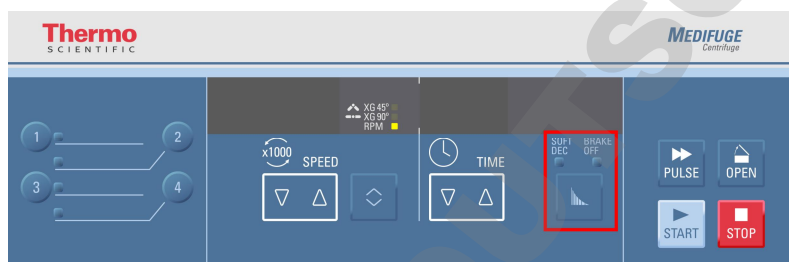 Thermo
SCIENTIFIC
MEDIFUGE
Centrifuge
XG 45°
XG 90°
RPM
1
2
3
4
x1000
SPEED
TIME
SOFT BRAKE
DEC OFF
PULSE
OPEN
START
STOP